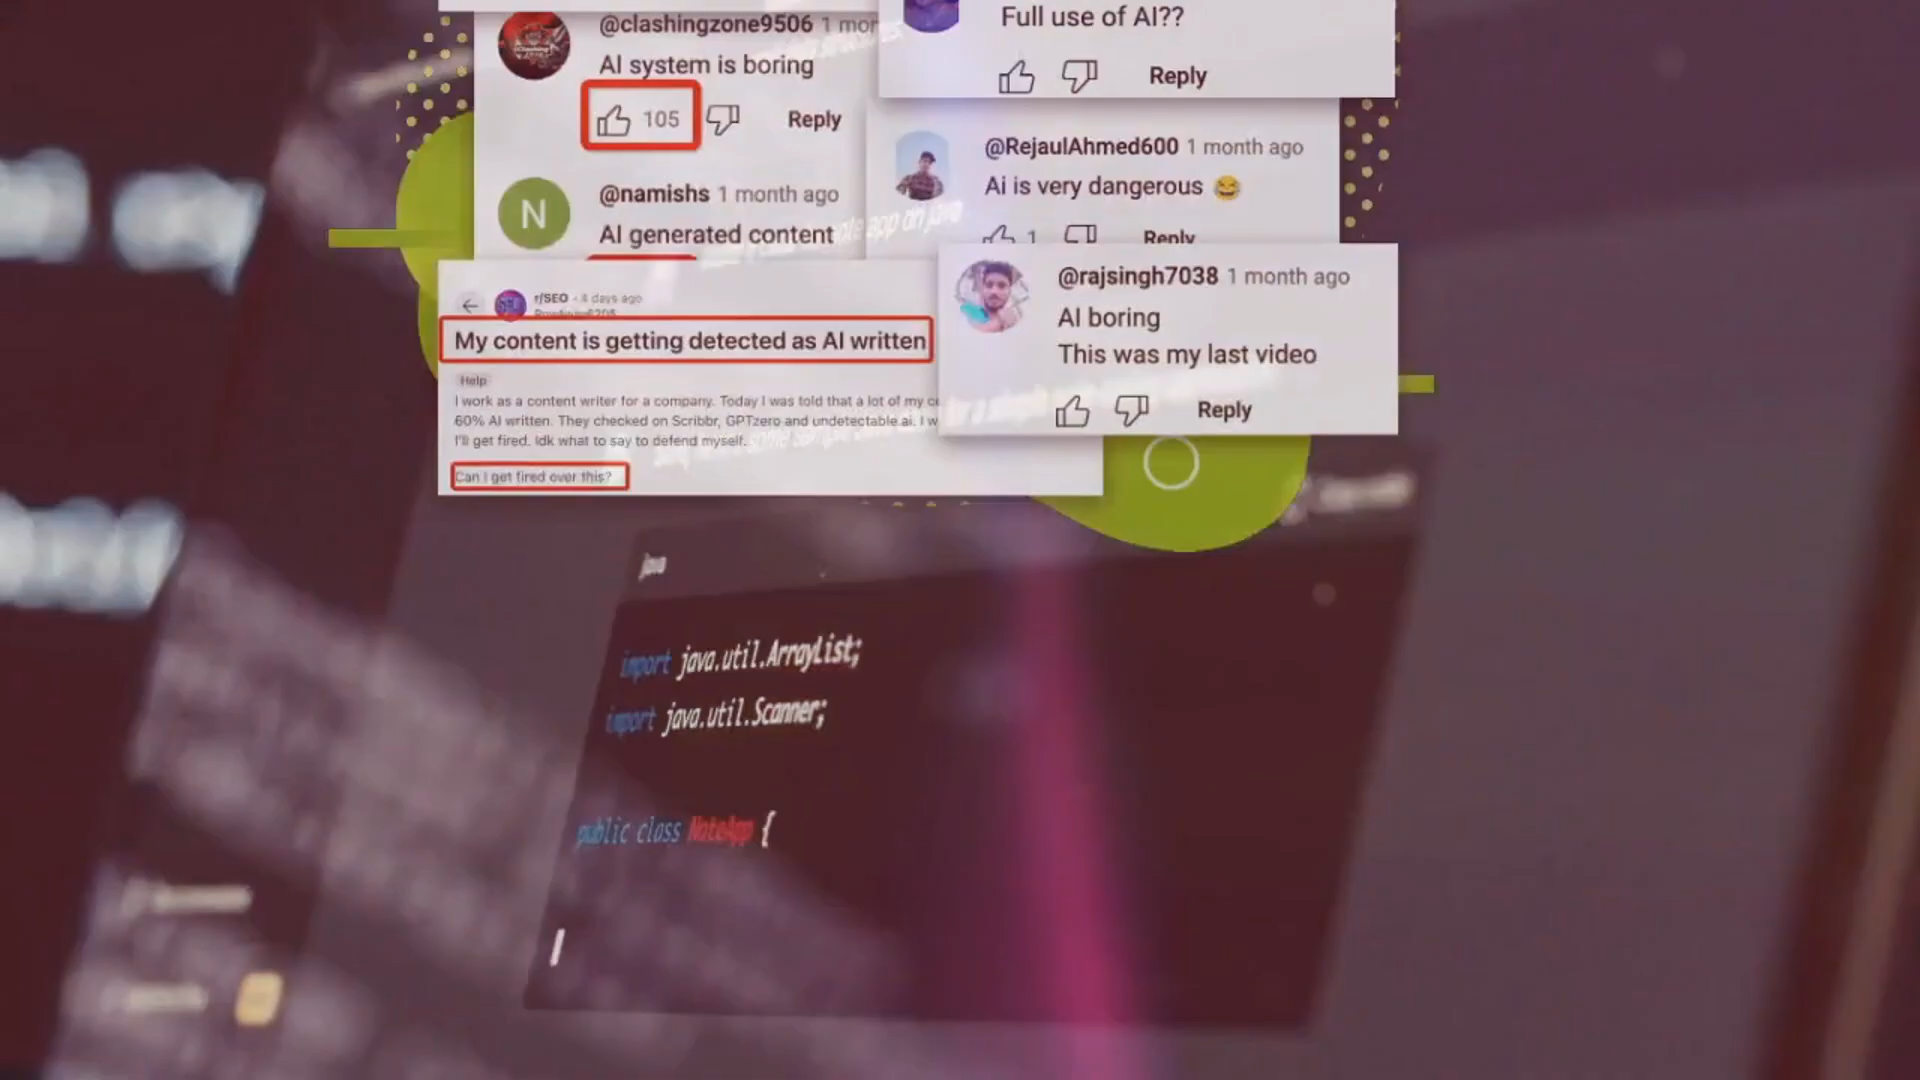 @clashingzone9506 1 mon
AI system is boring
105 Reply
@namishs 1 month ago
AI generated content
Full use of AI??
Reply
@RejaulAhmed600 1 month ago
Ai is very dangerous 😆
1 Reply
@rajsingh7038 1 month ago
AI boring
This was my last video
Reply
r/SEO • 4 days ago
My content is getting detected as AI written
Help
I work as a content writer for a company. Today I was told that a lot of my c
60% AI written. They checked on Scribbr, GPTzero and undetectable.ai. I w
I'll get fired. Idk what to say to defend myself.
Can I get fired over this?
java
import java.util.ArrayList;
import java.util.Scanner;
public class NoteApp {